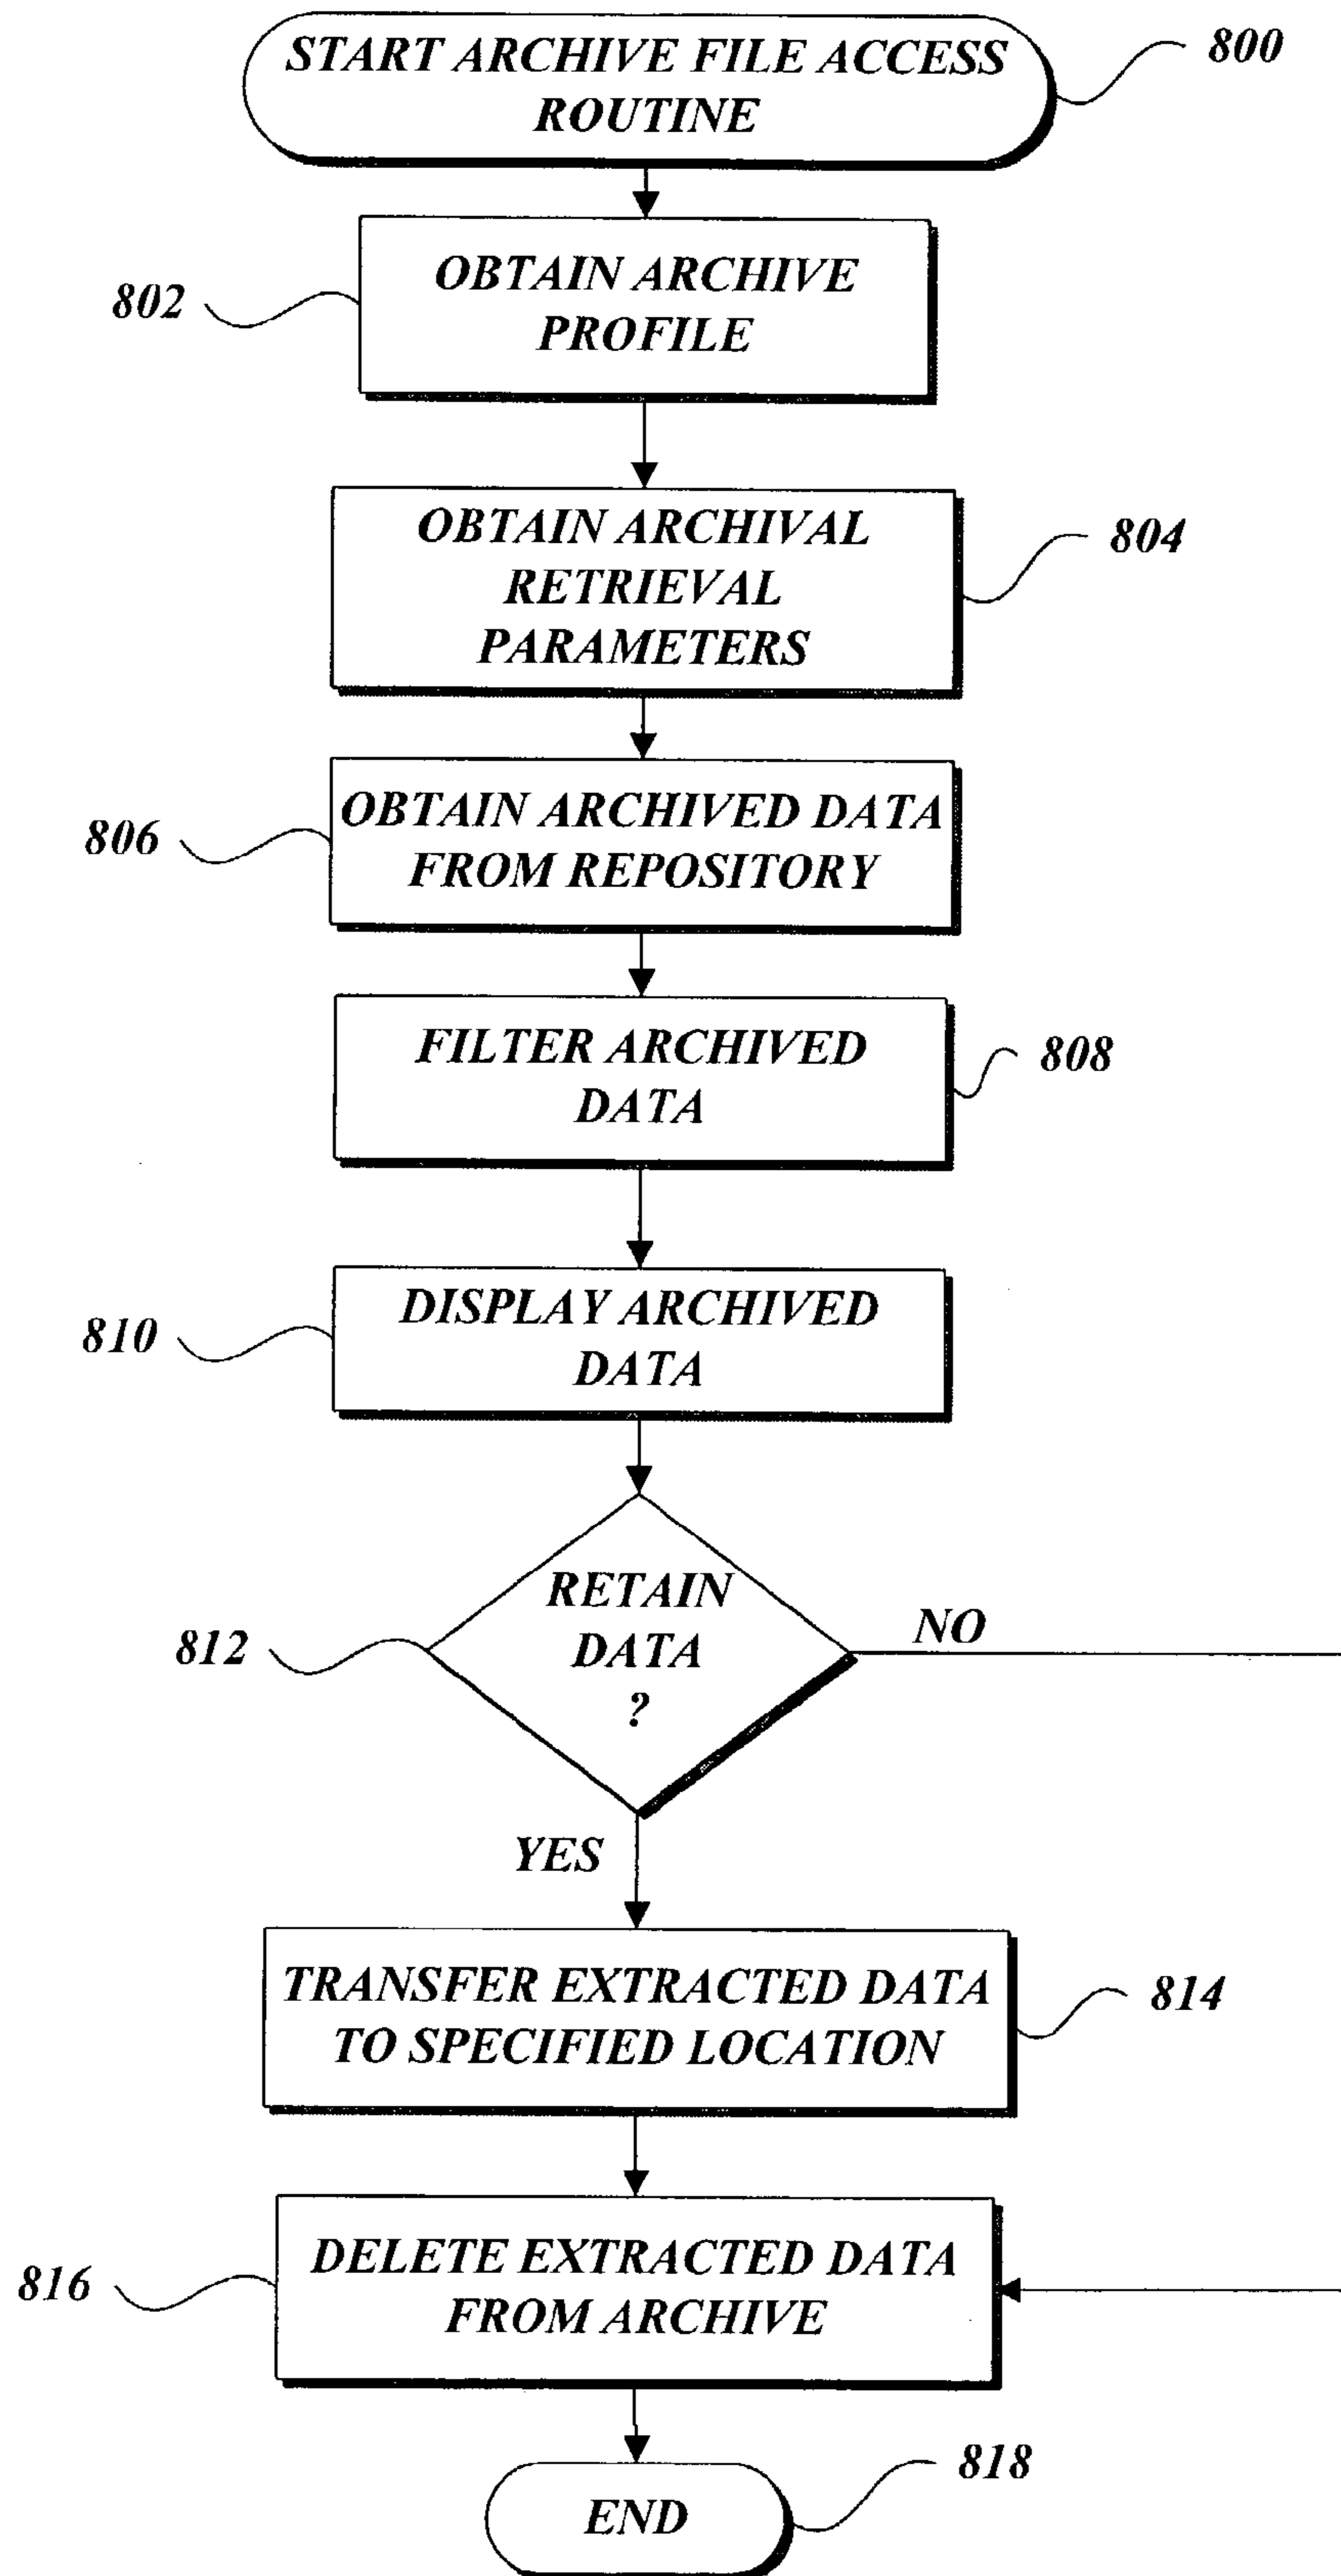 START ARCHIVE FILE ACCESS
ROUTINE
800
OBTAIN ARCHIVE
PROFILE
802
OBTAIN ARCHIVAL
RETRIEVAL
PARAMETERS
804
OBTAIN ARCHIVED DATA
FROM REPOSITORY
806
FILTER ARCHIVED
DATA
808
DISPLAY ARCHIVED
DATA
810
RETAIN
DATA
?
812
NO
YES
TRANSFER EXTRACTED DATA
TO SPECIFIED LOCATION
814
DELETE EXTRACTED DATA
FROM ARCHIVE
816
END
818